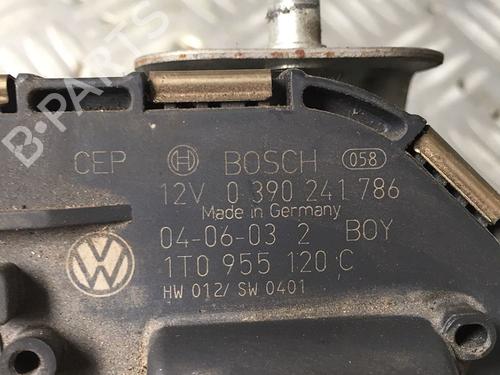 B-PARTS
CEP BOSCH 058
12V 0 390 241 786
Made in Germany
04-06-03 2 BOY
1T0 955 120 C
HW 012/ SW 0401